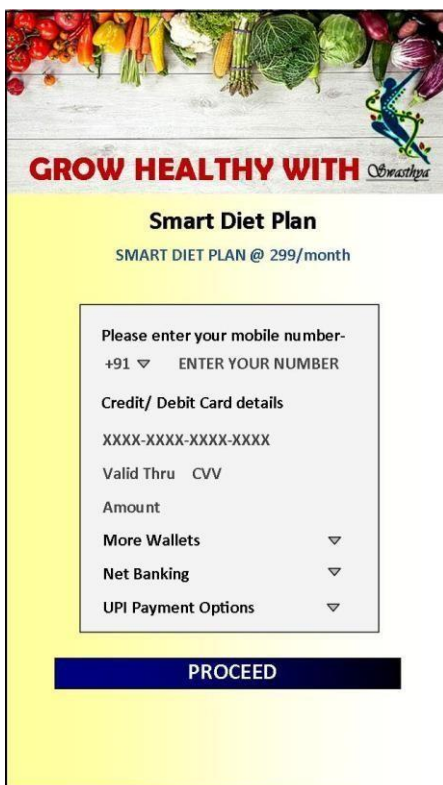 GROW HEALTHY WITH Swasthya
Smart Diet Plan
SMART DIET PLAN @ 299/month
Please enter your mobile number-
+91 ENTER YOUR NUMBER
Credit/ Debit Card details
XXXX-XXXX-XXXX-XXXX
Valid Thru CVV
Amount
More Wallets
Net Banking
UPI Payment Options
PROCEED